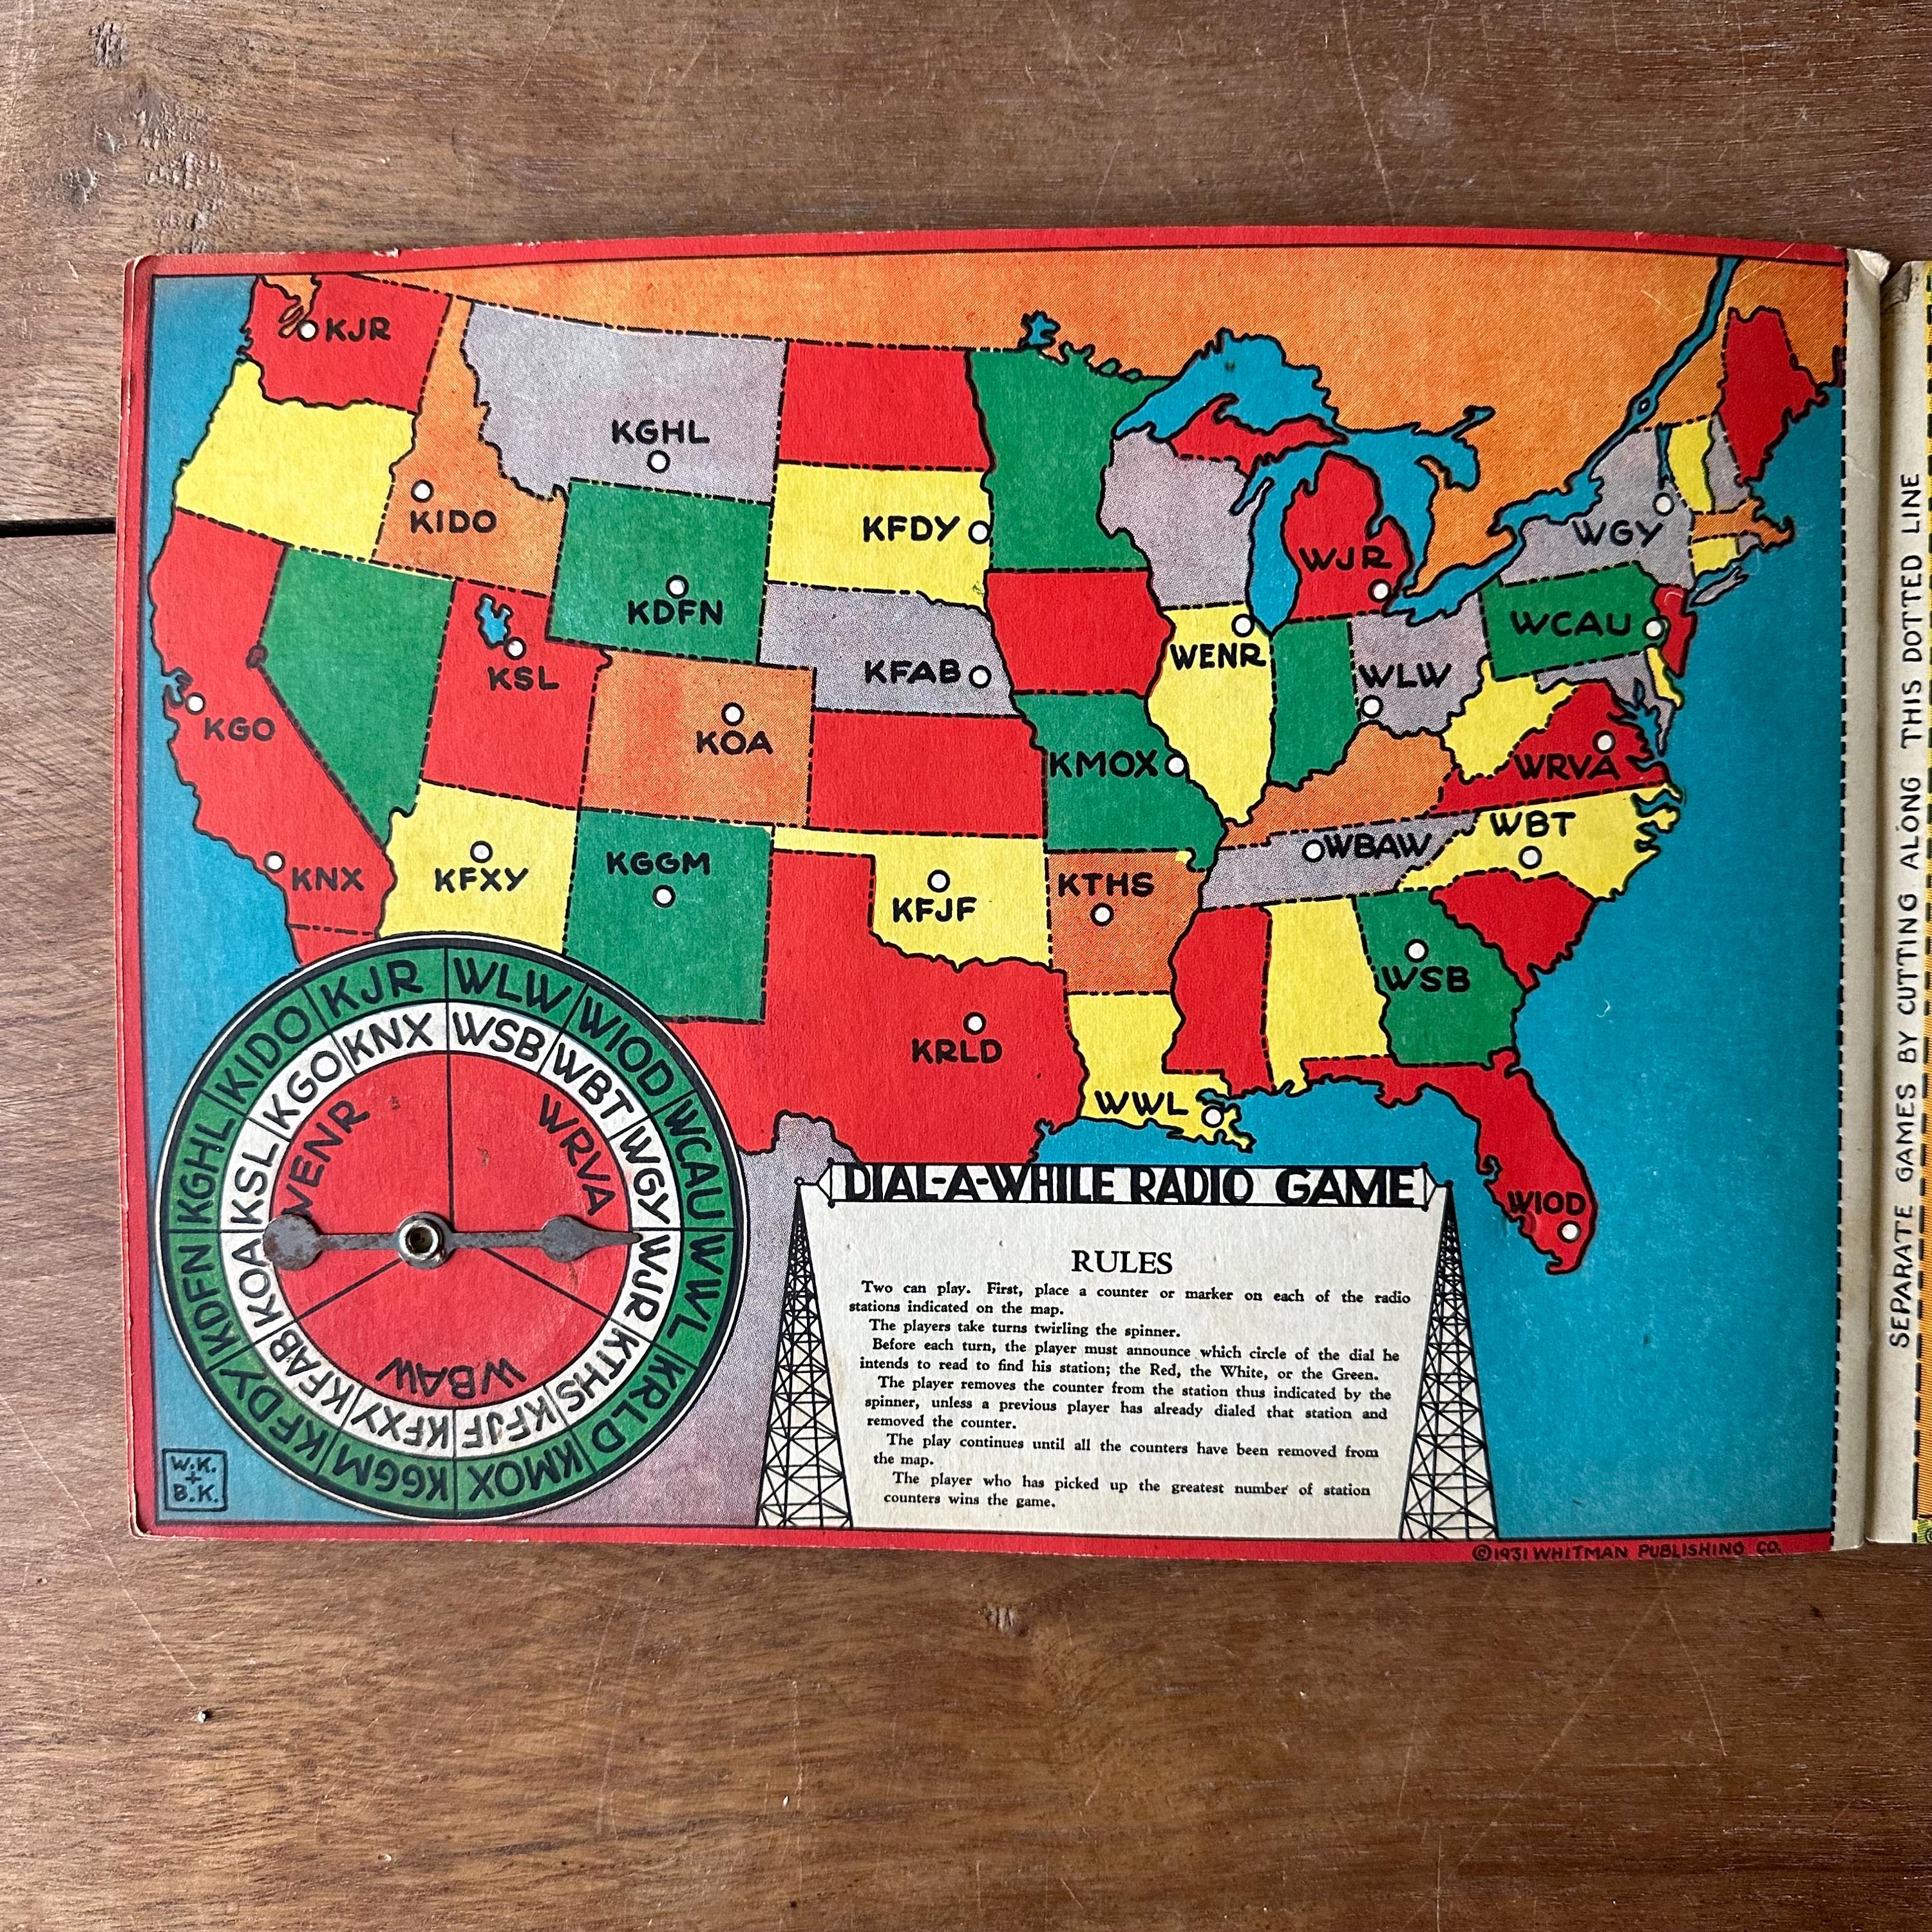 KJR
KGHL
KIDO
KFDY
WGY
WJR
KDFN
WCAU
KSL
KFAB
WENR
WLW
KGO
KOA
KMOX
WRVA
WBT
WBAW
KNX
KFXY
KGGM
KFJF
KTHS
WSB
KRLD
WWL
WIOD
WLW
WIOD
WCAU
WWL
KRLD
KMOX
KGGM
KFDY
KDFN
KGHL
KIDO
KJR
WSB
WBT
WGY
WJR
KTHS
KFJF
KFXY
KFAB
KOA
KSL
KGO
KNX
WENR
WRVA
WBAW
W.K.
+
B.K.
DIAL-A-WHILE RADIO GAME
RULES
Two can play. First, place a counter or marker on each of the radio
stations indicated on the map.
The players take turns twirling the spinner.
Before each turn, the player must announce which circle of the dial he
intends to read to find his station; the Red, the White, or the Green.
The player removes the counter from the station thus indicated by the
spinner, unless a previous player has already dialed that station and
removed the counter.
The play continues until all the counters have been removed from
the map.
The player who has picked up the greatest number of station
counters wins the game.
©1931 WHITMAN PUBLISHING CO.
SEPARATE GAMES BY CUTTING ALONG THIS DOTTED LINE